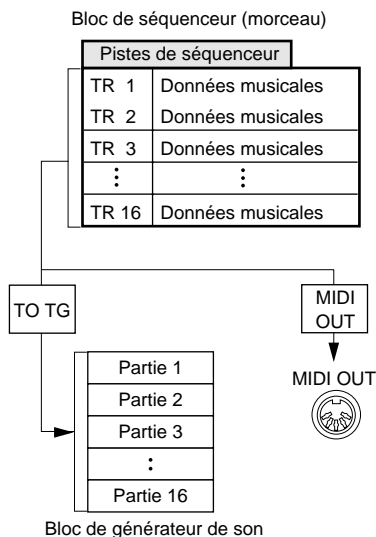 Bloc de séquenceur (morceau)
Pistes de séquenceur
TR 1 Données musicales
TR 2 Données musicales
TR 3 Données musicales
⋮ ⋮
TR 16 Données musicales
TO TG
MIDI
OUT
MIDI OUT
Partie 1
Partie 2
Partie 3
⋮
Partie 16
Bloc de générateur de son